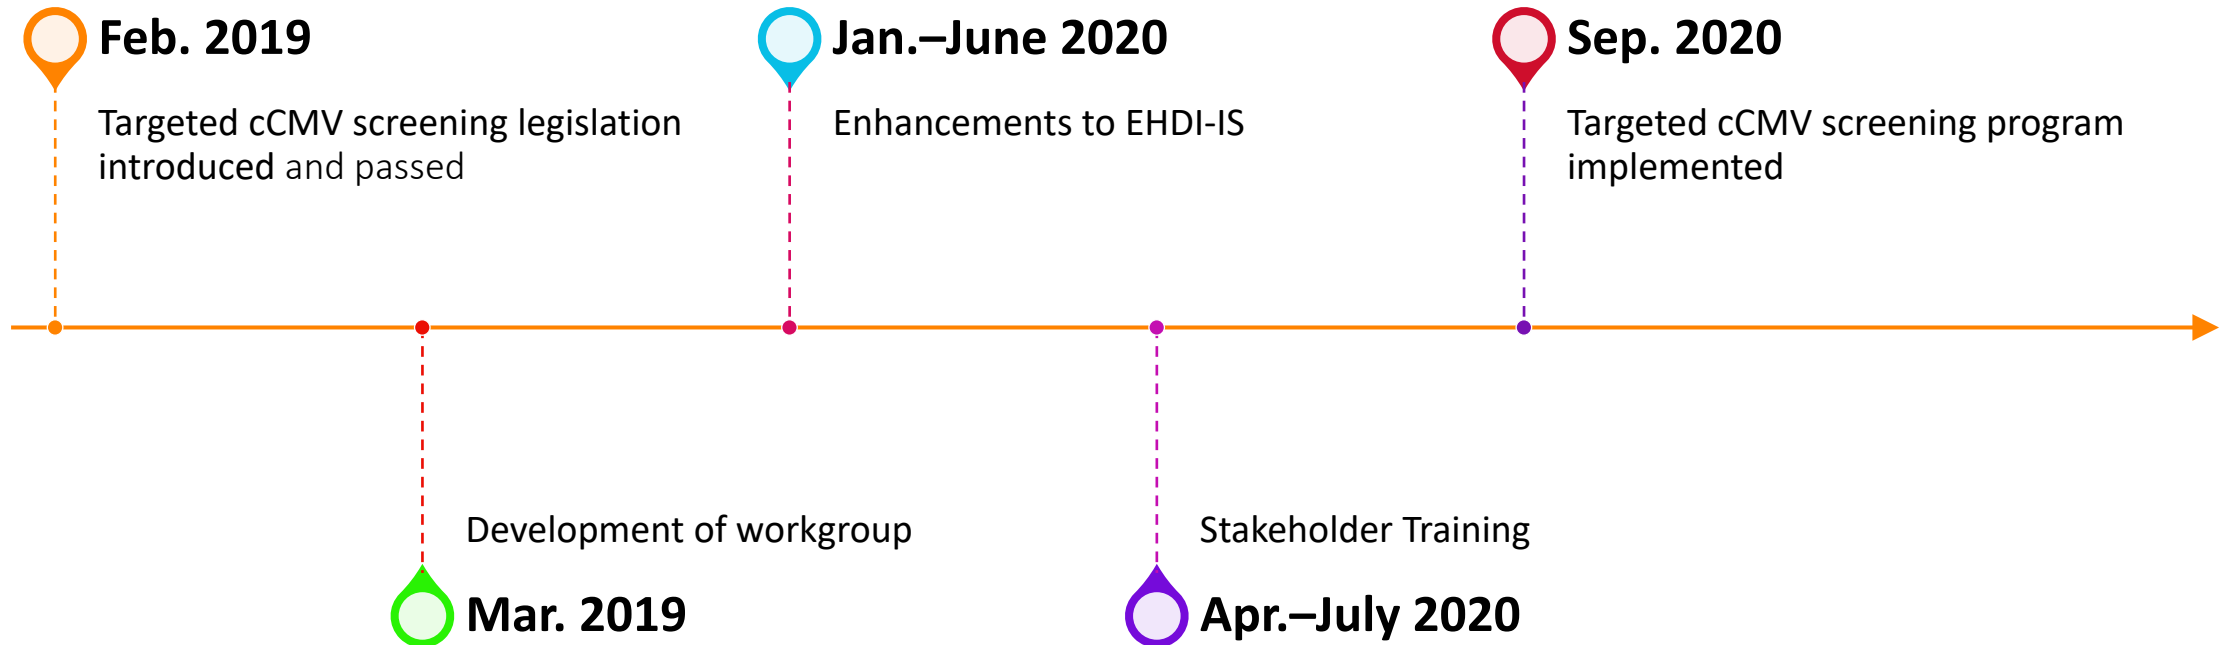 Feb. 2019
Targeted cCMV screening legislation
introduced and passed
Mar. 2019
Development of workgroup
Jan.–June 2020
Enhancements to EHDI-IS
Apr.–July 2020
Stakeholder Training
Sep. 2020
Targeted cCMV screening program
implemented